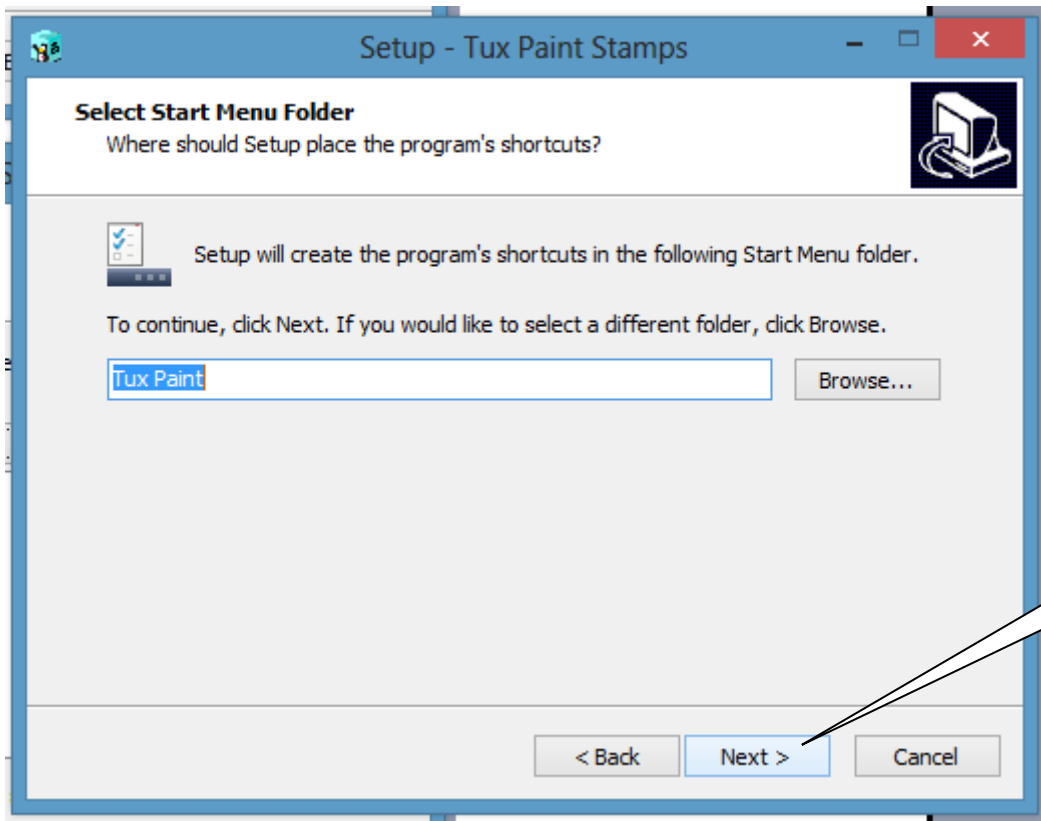 Setup - Tux Paint Stamps
Select Start Menu Folder
Where should Setup place the program's shortcuts?
Setup will create the program's shortcuts in the following Start Menu folder.
To continue, click Next. If you would like to select a different folder, click Browse.
Tux Paint
Browse...
< Back
Next >
Cancel